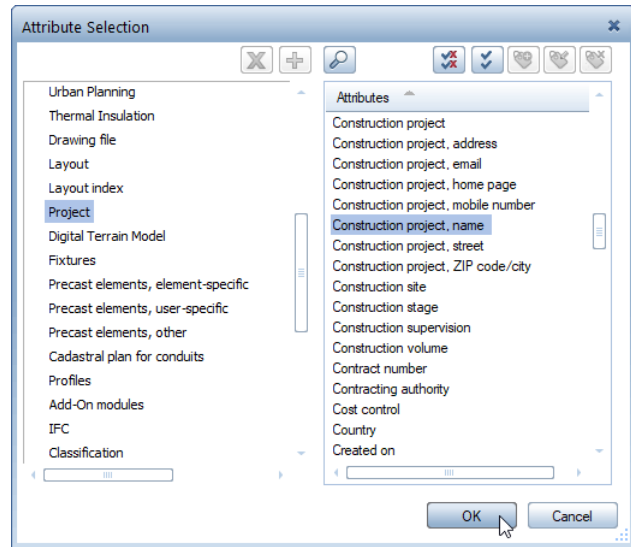 Attribute Selection
Urban Planning
Thermal Insulation
Drawing file
Layout
Layout index
Project
Digital Terrain Model
Fixtures
Precast elements, element-specific
Precast elements, user-specific
Precast elements, other
Cadastral plan for conduits
Profiles
Add-On modules
IFC
Classification
Attributes
Construction project
Construction project, address
Construction project, email
Construction project, home page
Construction project, mobile number
Construction project, name
Construction project, street
Construction project, ZIP code/city
Construction site
Construction stage
Construction supervision
Construction volume
Contract number
Contracting authority
Cost control
Country
Created on
OK
Cancel